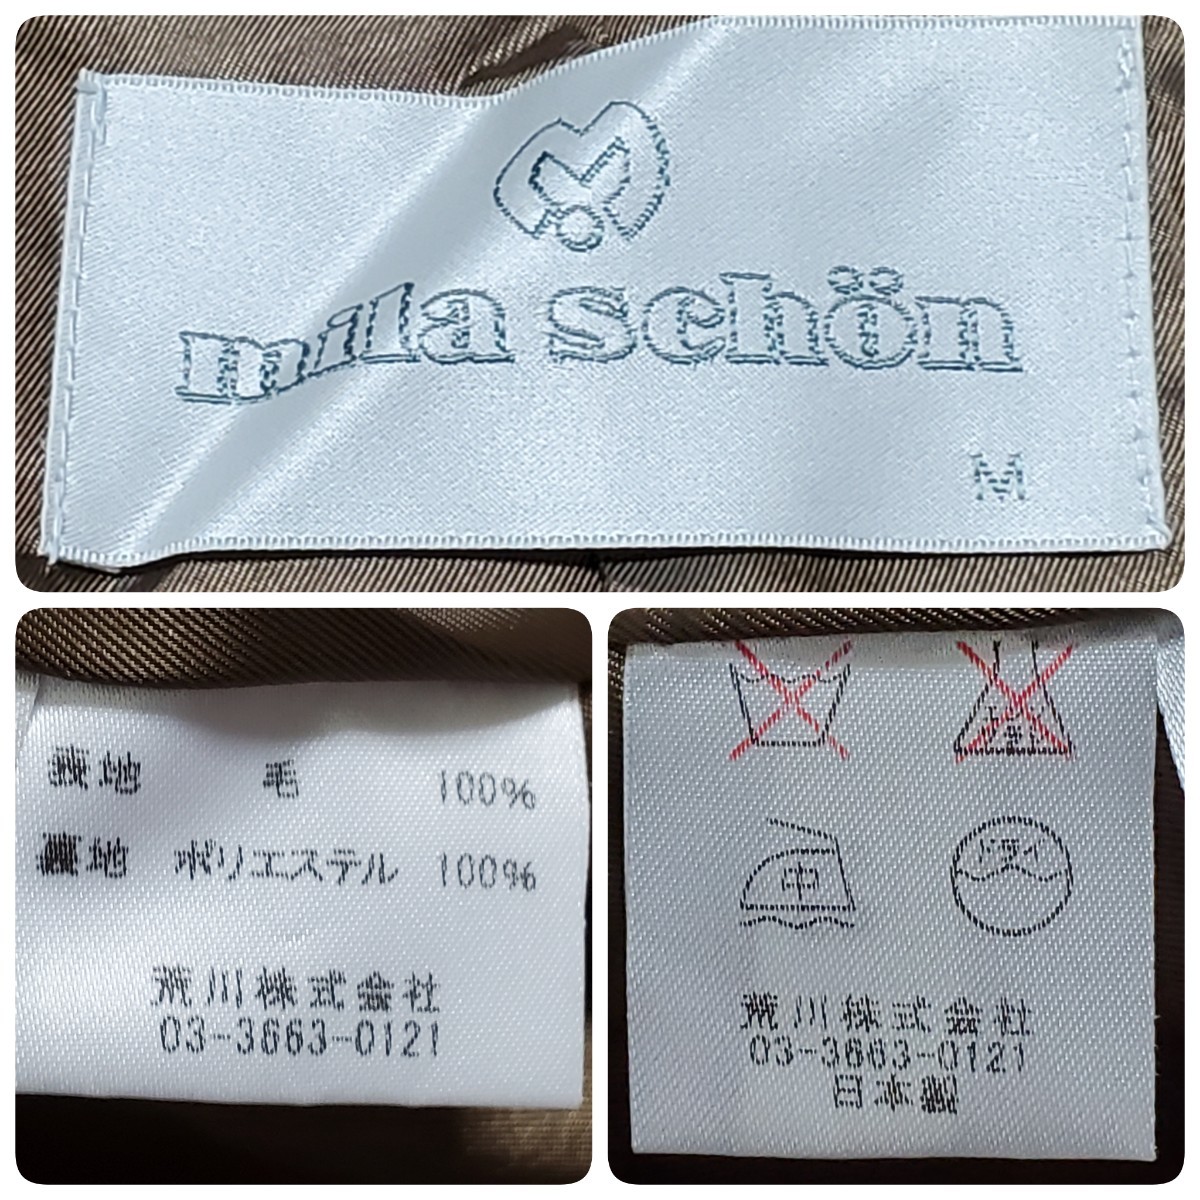 mila schön
M
表地 毛 100%
裏地 ポリエステル 100%
荒川株式会社
03-3663-0121
中
ドライ
荒川株式会社
03-3663-0121
日本製